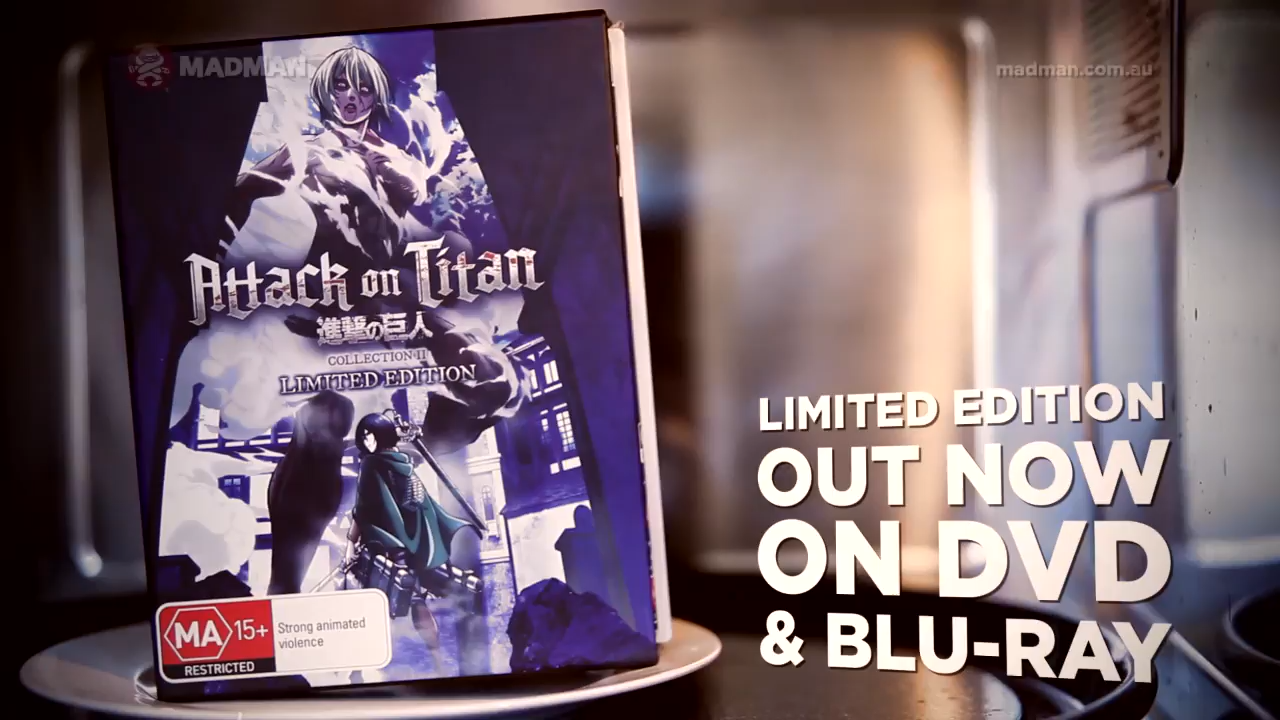 MADMAN
madman.com.au
Attack on Titan
進撃の巨人
COLLECTION II
LIMITED EDITION
MA 15+
RESTRICTED
Strong animated
violence
LIMITED EDITION
OUT NOW
ON DVD
& BLU-RAY